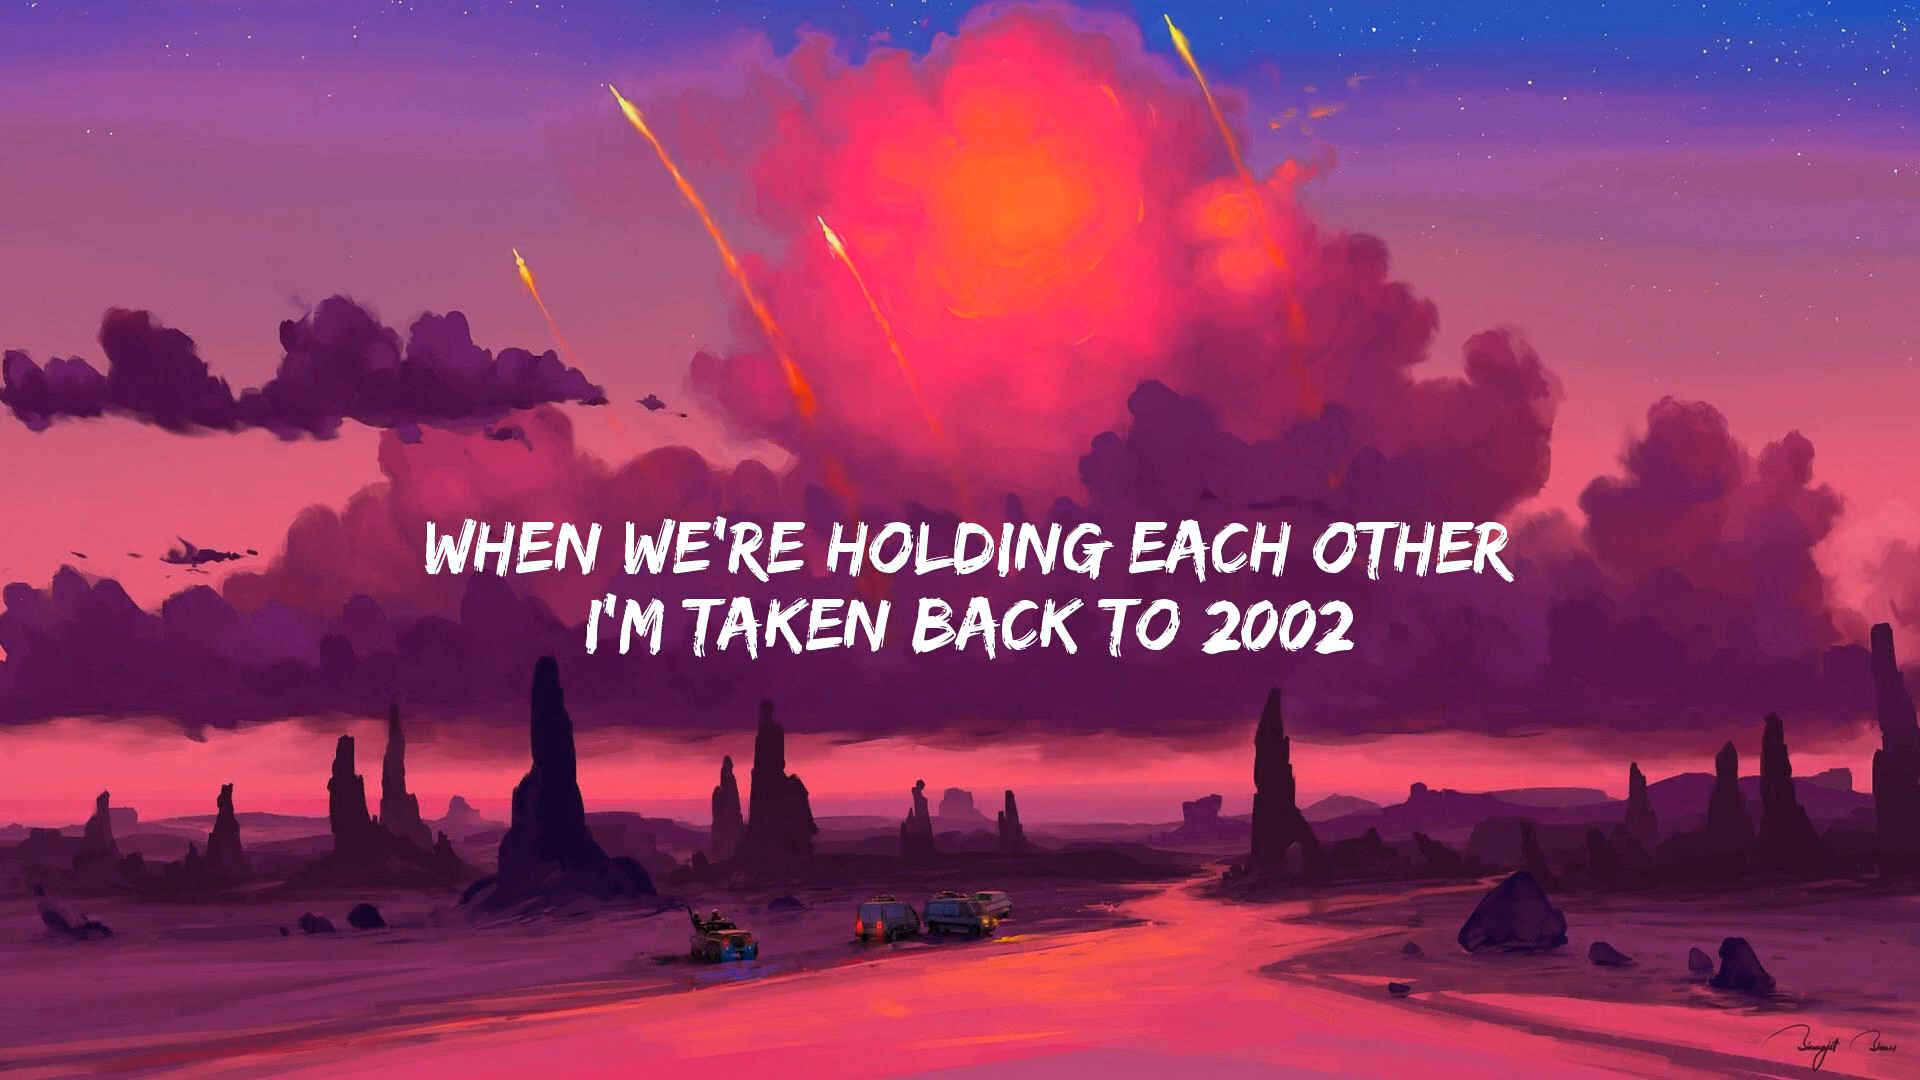 WHEN WE'RE HOLDING EACH OTHER
I'M TAKEN BACK TO 2002